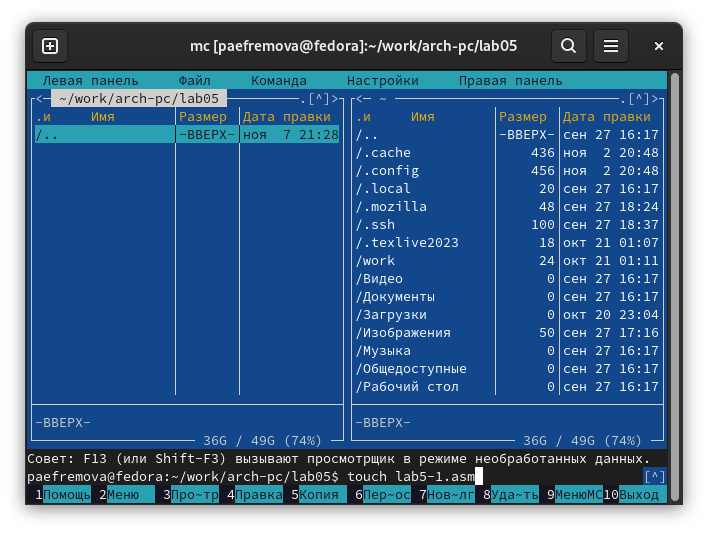 mc [paefremova@fedora]:~/work/arch-pc/lab05
Левая панель Файл Команда Настройки Правая панель
<─ ~/work/arch-pc/lab05 ─.[^]>
.и Имя Размер Дата правки
/.. -ВВЕРХ- ноя 7 21:28
-ВВЕРХ-
36G / 49G (74%)
<─ ~ ─.[^]>
.и Имя Размер Дата правки
/.. -ВВЕРХ- сен 27 16:17
/.cache 436 ноя 2 20:48
/.config 456 ноя 2 20:48
/.local 20 сен 27 16:17
/.mozilla 48 сен 27 18:24
/.ssh 100 сен 27 18:37
/.texlive2023 18 окт 21 01:07
/work 24 окт 21 01:11
/Видео 0 сен 27 16:17
/Документы 0 сен 27 16:17
/Загрузки 0 окт 20 23:04
/Изображения 50 сен 27 17:16
/Музыка 0 сен 27 16:17
/Общедоступные 0 сен 27 16:17
/Рабочий стол 0 сен 27 16:17
-ВВЕРХ-
36G / 49G (74%)
Совет: F13 (или Shift-F3) вызывают просмотрщик в режиме необработанных данных.
paefremova@fedora:~/work/arch-pc/lab05$ touch lab5-1.asm [^]
1Помощь 2Меню 3Про~тр 4Правка 5Копия 6Пер~ос 7Нов~лг 8Уда~ть 9МенюMC 10Выход